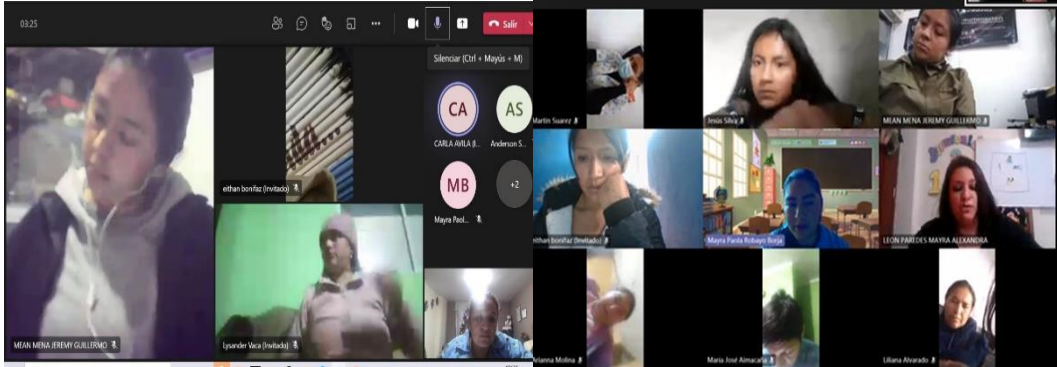 03:25
Salir
Silenciar (Ctrl + Mayús + M)
CA
AS
CARLA AVILA (I...
Anderson S...
MB
+2
Mayra Paol...
eithan bonifaz (Invitado)
MEAN MENA JEREMY GUILLERMO
Lysander Vaca (Invitado)
Martin Suarez
Jesús Silva
MEAN MENA JEREMY GUILLERMO
eithan bonifaz (Invitado)
Mayra Paola Robayo Borja
LEON PAREDES MAYRA ALEXANDRA
Arianna Molina
Maria José Aimacaña
Liliana Alvarado